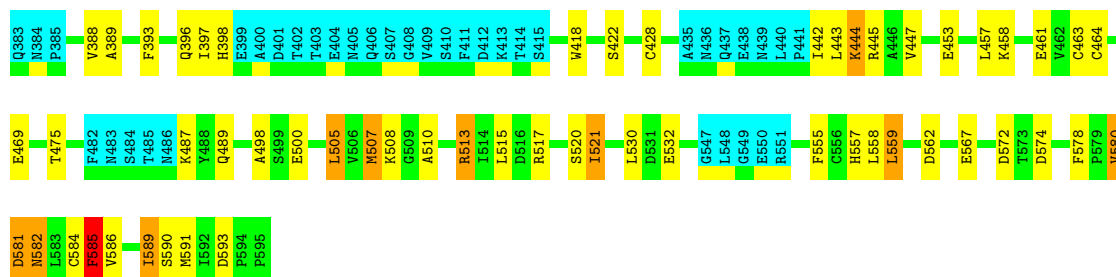 Q383 N384 P385 V388 A389 F393 Q396 I397 H398 E399 A400 D401 T402 T403 E404 N405 Q406 S407 G408 V409 S410 F411 D412 K413 T414 S415 W418 S422 C428 A435 N436 Q437 E438 N439 L440 P441 I442 L443 K444 R445 A446 V447 E453 L457 K458 E461 V462 C463 C464
E469 T475 F482 N483 S484 T485 N486 K487 Y488 Q489 A498 S499 E500 L505 V506 M507 K508 G509 A510 R513 I514 L515 D516 R517 S520 I521 L530 D531 E532 G547 L548 G549 E550 R551 F555 C556 H557 L558 L559 D562 E567 D572 T573 D574 F578 P579
D581 N582 L583 C584 F585 V586 I589 S590 M591 I592 D593 P594 P595